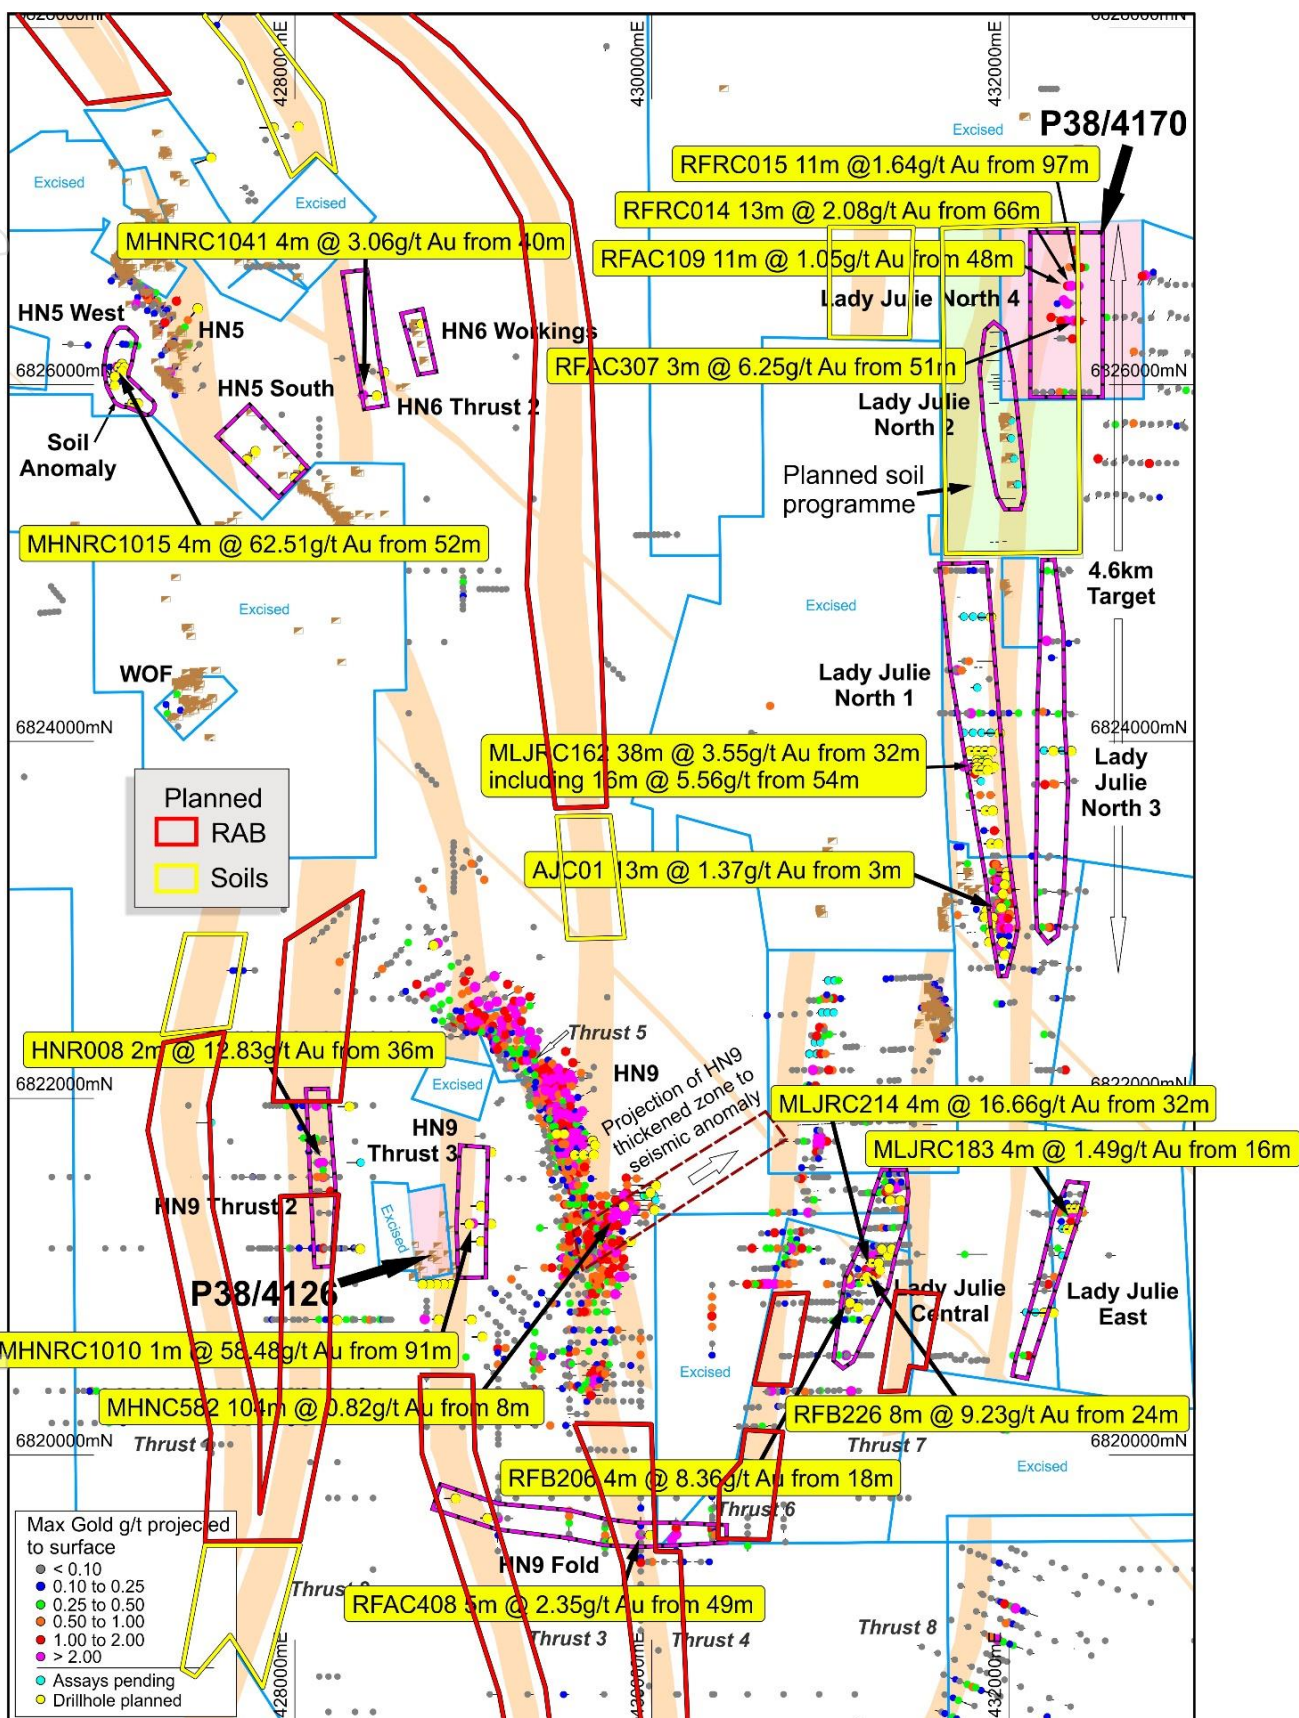 6828000mN
6828000mN
428000mE
430000mE
432000mE
Excised
P38/4170
RFRC015 11m @1.64g/t Au from 97m
Excised
Excised
RFRC014 13m @ 2.08g/t Au from 66m
MHNRC1041 4m @ 3.06g/t Au from 40m
RFAC109 11m @ 1.05g/t Au from 48m
Lady Julie North 4
HN5 West
HN5
HN6 Workings
6826000mN
RFAC307 3m @ 6.25g/t Au from 51m
6826000mN
HN5 South
HN6 Thrust 2
Lady Julie
North 2
Soil
Anomaly
Planned soil
programme
MHNRC1015 4m @ 62.51g/t Au from 52m
4.6km
Target
Excised
Excised
WOF
Lady Julie
North 1
6824000mN
6824000mN
MLJRC162 38m @ 3.55g/t Au from 32m
including 16m @ 5.56g/t from 54m
Lady
Julie
North 3
Planned
RAB
Soils
AJC01 13m @ 1.37g/t Au from 3m
HNR008 2m @ 12.83g/t Au from 36m
Thrust 5
HN9
6822000mN
6822000mN
Excised
Projection of HN9
thickened zone to
seismic anomaly
MLJRC214 4m @ 16.66g/t Au from 32m
HN9
Thrust 3
MLJRC183 4m @ 1.49g/t Au from 16m
HN9 Thrust 2
Excised
P38/4126
Lady Julie
Central
Lady Julie
East
MHNRC1010 1m @ 58.48g/t Au from 91m
Excised
MHNC582 104m @ 0.82g/t Au from 8m
RFB226 8m @ 9.23g/t Au from 24m
6820000mN
Thrust 1
Thrust 7
6820000mN
Excised
RFB206 4m @ 8.36g/t Au from 18m
Thrust 6
Max Gold g/t projected
to surface
< 0.10
0.10 to 0.25
0.25 to 0.50
0.50 to 1.00
1.00 to 2.00
> 2.00
Assays pending
Drillhole planned
HN9 Fold
Thrust 2
RFAC408 5m @ 2.35g/t Au from 49m
Thrust 3
Thrust 4
Thrust 8
428000mE
430000mE
432000mE